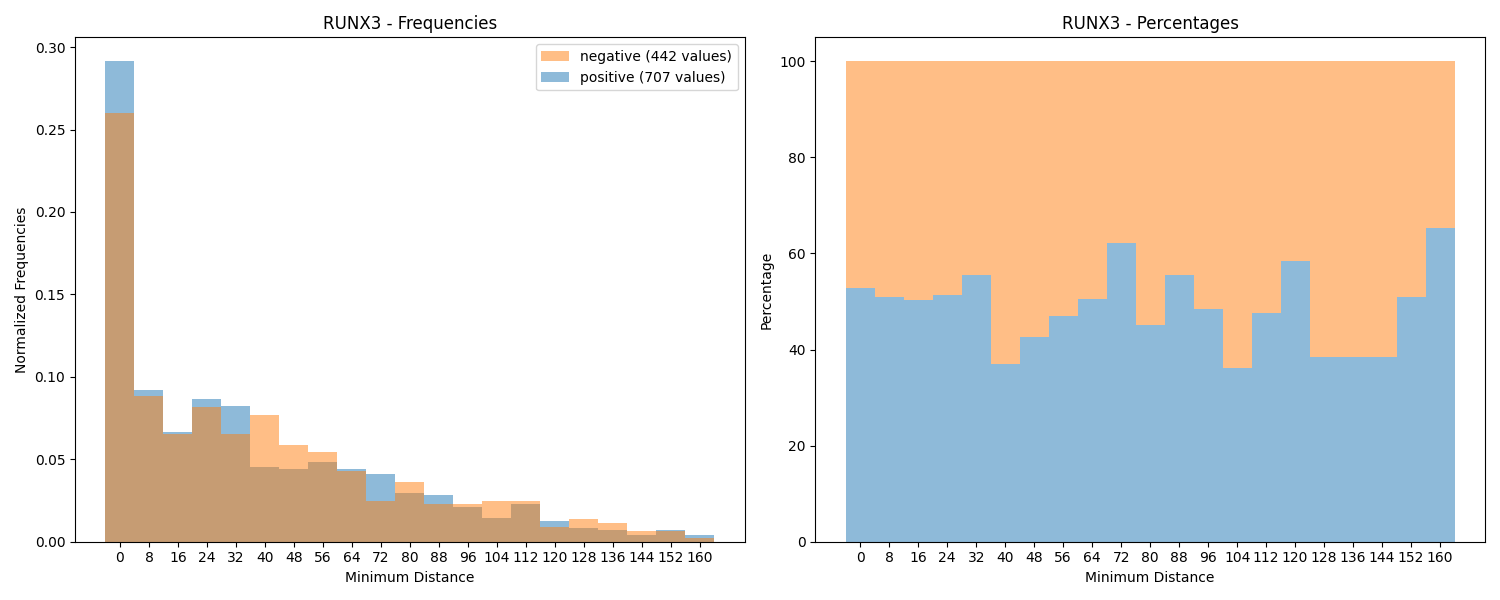 RUNX3 - Frequencies
0.30
0.25
0.20
0.15
0.10
0.05
0.00
Normalized Frequencies
negative (442 values)
positive (707 values)
0 8 16 24 32 40 48 56 64 72 80 88 96 104 112 120 128 136 144 152 160
Minimum Distance
RUNX3 - Percentages
100
80
60
40
20
0
Percentage
0 8 16 24 32 40 48 56 64 72 80 88 96 104 112 120 128 136 144 152 160
Minimum Distance